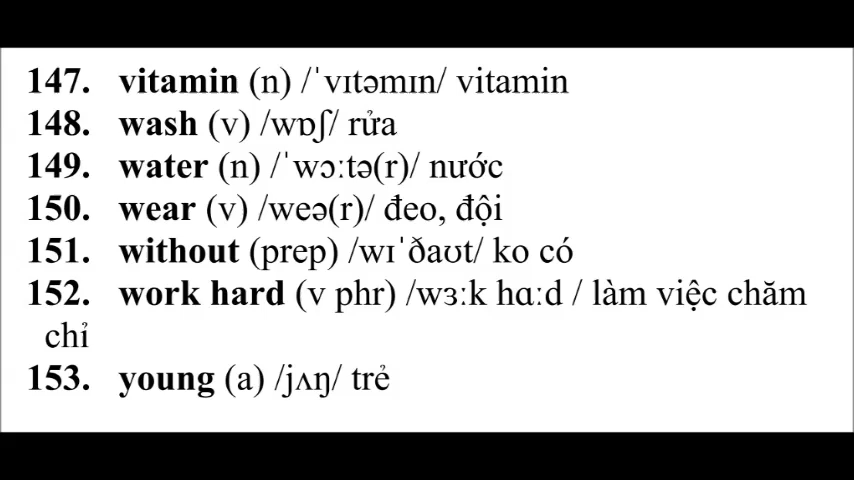 147. vitamin (n) /ˈvɪtəmɪn/ vitamin
148. wash (v) /wɒʃ/ rửa
149. water (n) /ˈwɔːtə(r)/ nước
150. wear (v) /weə(r)/ đeo, đội
151. without (prep) /wɪˈðaʊt/ ko có
152. work hard (v phr) /wɜːk hɑːd / làm việc chăm
chỉ
153. young (a) /jʌŋ/ trẻ